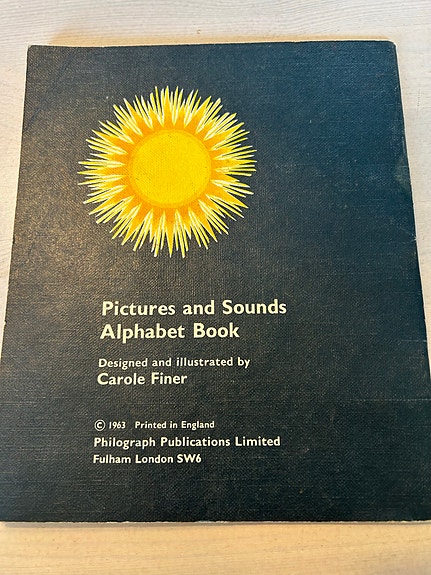 Pictures and Sounds
Alphabet Book
Designed and illustrated by
Carole Finer
© 1963 Printed in England
Philograph Publications Limited
Fulham London SW6